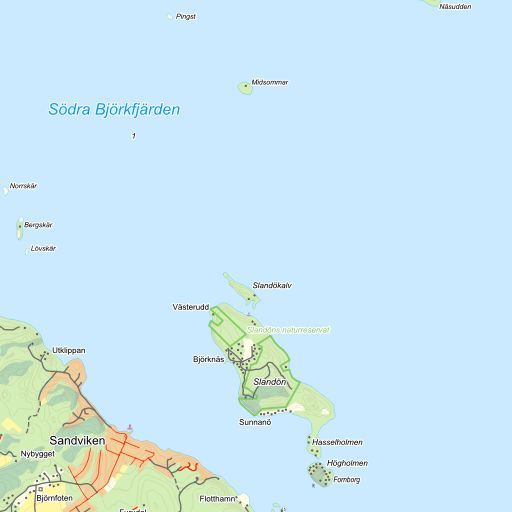 Näsudden
Pingst
Midsommar
Södra Björkfjärden
1
Norrskär
Bergskär
Lövskär
Slandökalv
Västerudd
Slandöns naturreservat
Utklippan
Björknäs
Slandön
Sunnanö
Sandviken
Hasselholmen
Nybygget
Högholmen
Fornborg
Björnfoten
Flotthamn